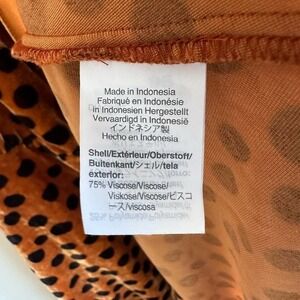 Made in Indonesia
Fabriqué en Indonésie
in Indonesien Hergestellt
Vervaardigd in Indonesië
インドネシア製
Hecho en Indonesia
Shell/Extérieur/Oberstoff/
Buitenkant/シェル/tela
exterior:
75% Viscose/Viscose/
Viskose/Viscose/ビスコ
ース/viscosa